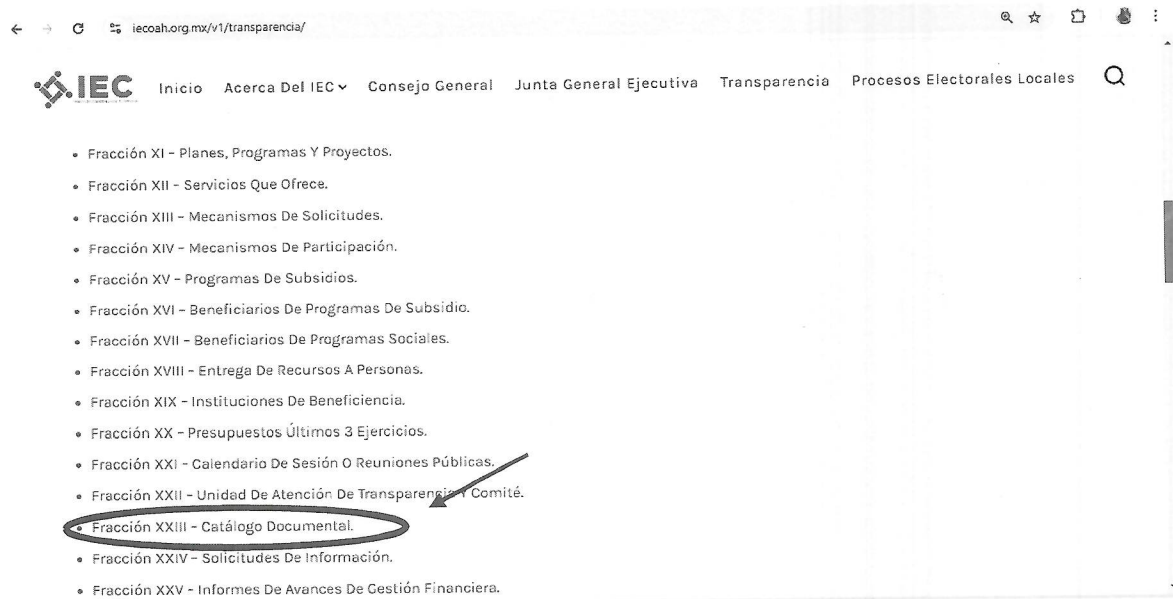 iecoah.org.mx/v1/transparencia/
IEC Inicio Acerca Del IEC Consejo General Junta General Ejecutiva Transparencia Procesos Electorales Locales
• Fracción XI – Planes, Programas Y Proyectos.
• Fracción XII – Servicios Que Ofrece.
• Fracción XIII – Mecanismos De Solicitudes.
• Fracción XIV – Mecanismos De Participación.
• Fracción XV – Programas De Subsidios.
• Fracción XVI – Beneficiarios De Programas De Subsidio.
• Fracción XVII – Beneficiarios De Programas Sociales.
• Fracción XVIII – Entrega De Recursos A Personas.
• Fracción XIX – Instituciones De Beneficiencia.
• Fracción XX – Presupuestos Últimos 3 Ejercicios.
• Fracción XXI – Calendario De Sesión O Reuniones Públicas.
• Fracción XXII – Unidad De Atención De Transparencia Y Comité.
• Fracción XXIII – Catálogo Documental.
• Fracción XXIV – Solicitudes De Información.
• Fracción XXV – Informes De Avances De Gestión Financiera.